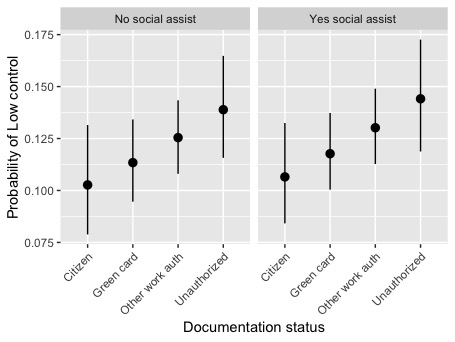 No social assist
Yes social assist
Probability of Low control
0.175
0.150
0.125
0.100
0.075
Citizen
Green card
Other work auth
Unauthorized
Citizen
Green card
Other work auth
Unauthorized
Documentation status